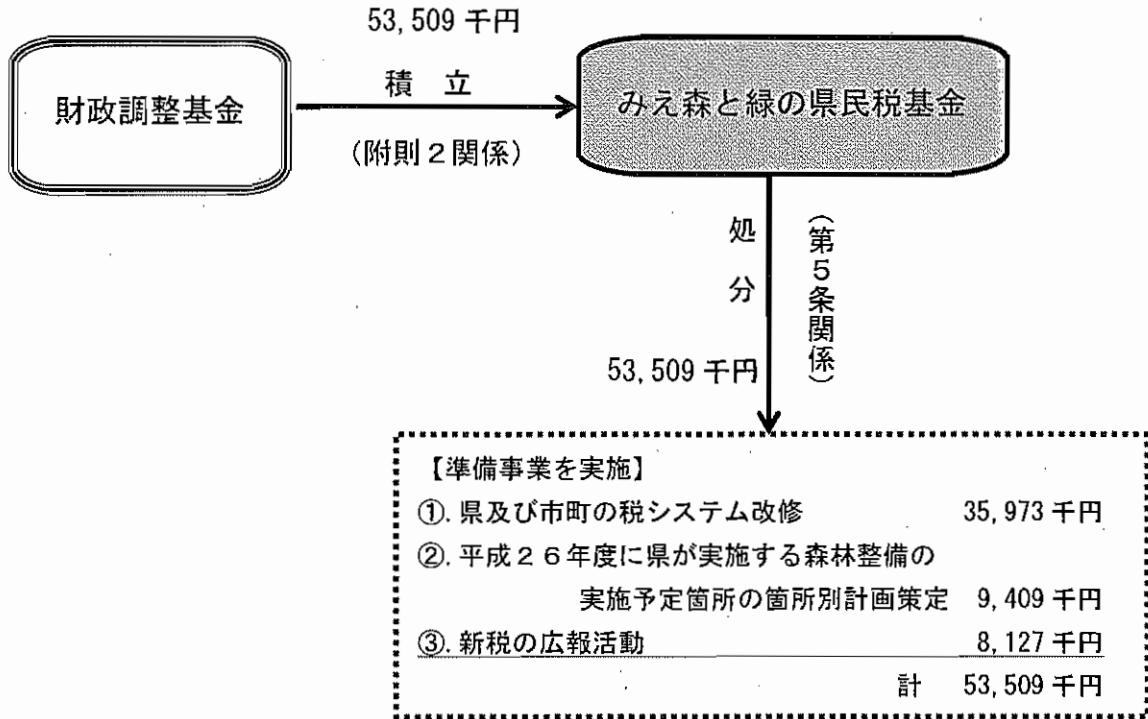 53,509 千円
財政調整基金
積 立
みえ森と緑の県民税基金
（附則２関係）
処分
（第５条関係）
53,509 千円
【準備事業を実施】
①. 県及び市町の税システム改修 35,973 千円
②. 平成２６年度に県が実施する森林整備の
実施予定箇所の箇所別計画策定 9,409 千円
③. 新税の広報活動 8,127 千円
計 53,509 千円